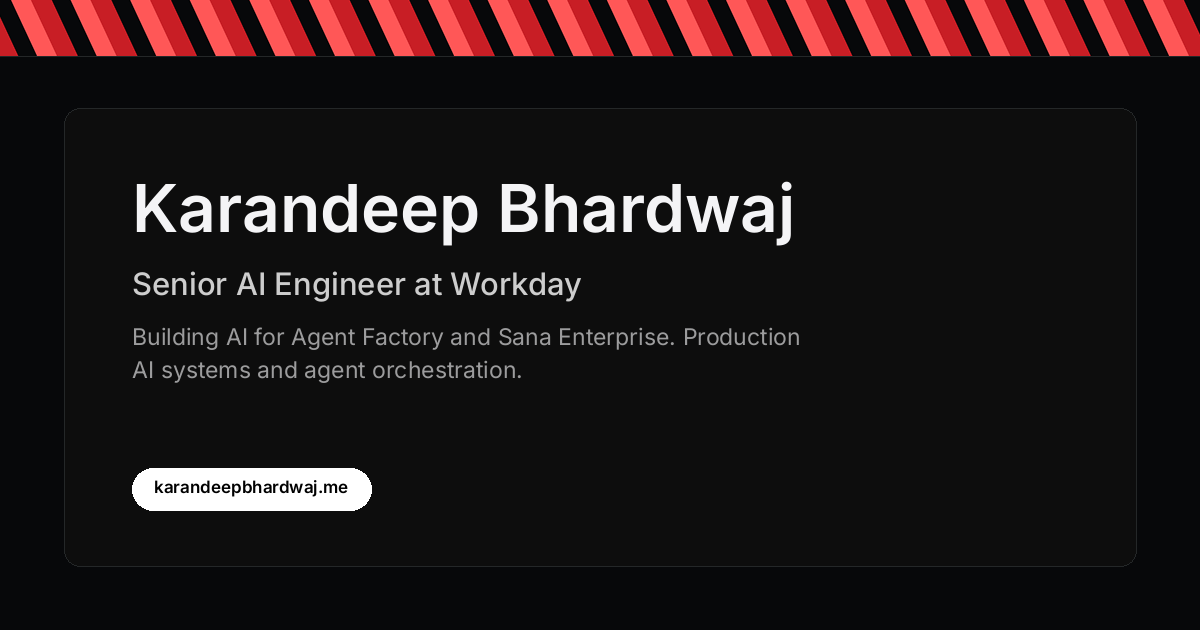 Karandeep Bhardwaj
Senior AI Engineer at Workday
Building AI for Agent Factory and Sana Enterprise. Production
AI systems and agent orchestration.
karandeepbhardwaj.me